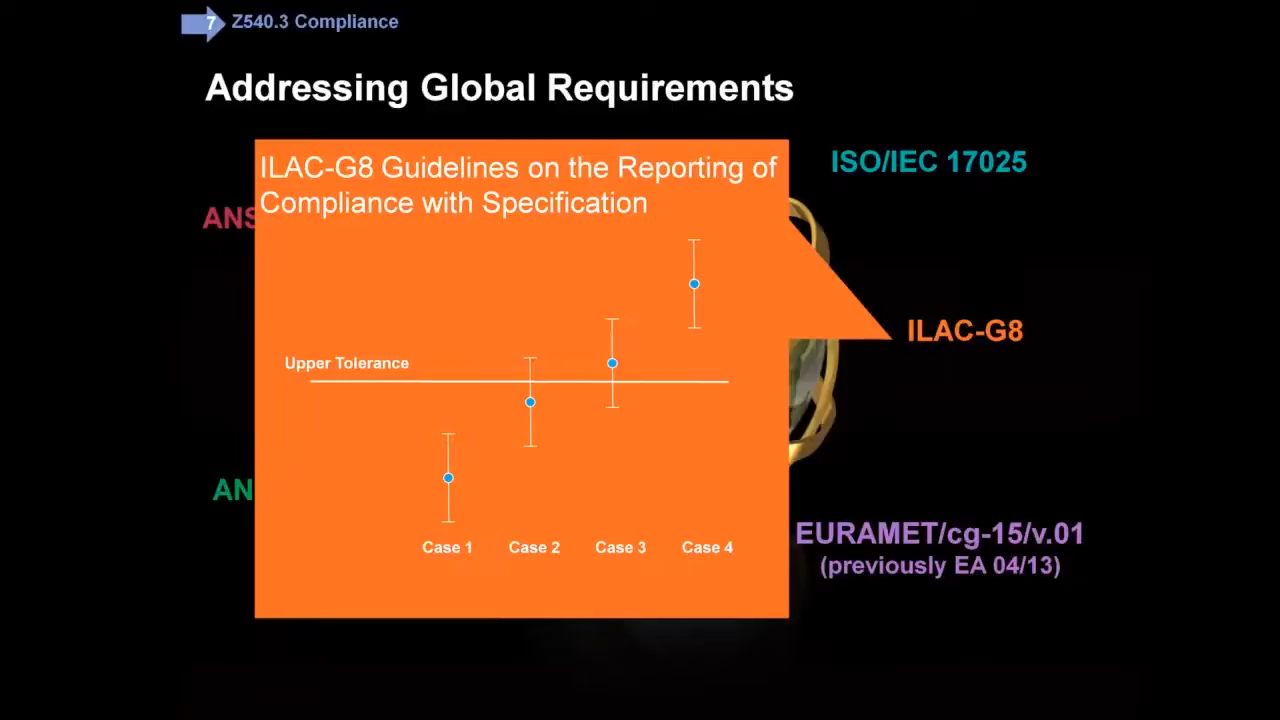 7 Z540.3 Compliance
Addressing Global Requirements
ILAC-G8 Guidelines on the Reporting of
Compliance with Specification
ISO/IEC 17025
ILAC-G8
Upper Tolerance
Case 1 Case 2 Case 3 Case 4
EURAMET/cg-15/v.01
(previously EA 04/13)